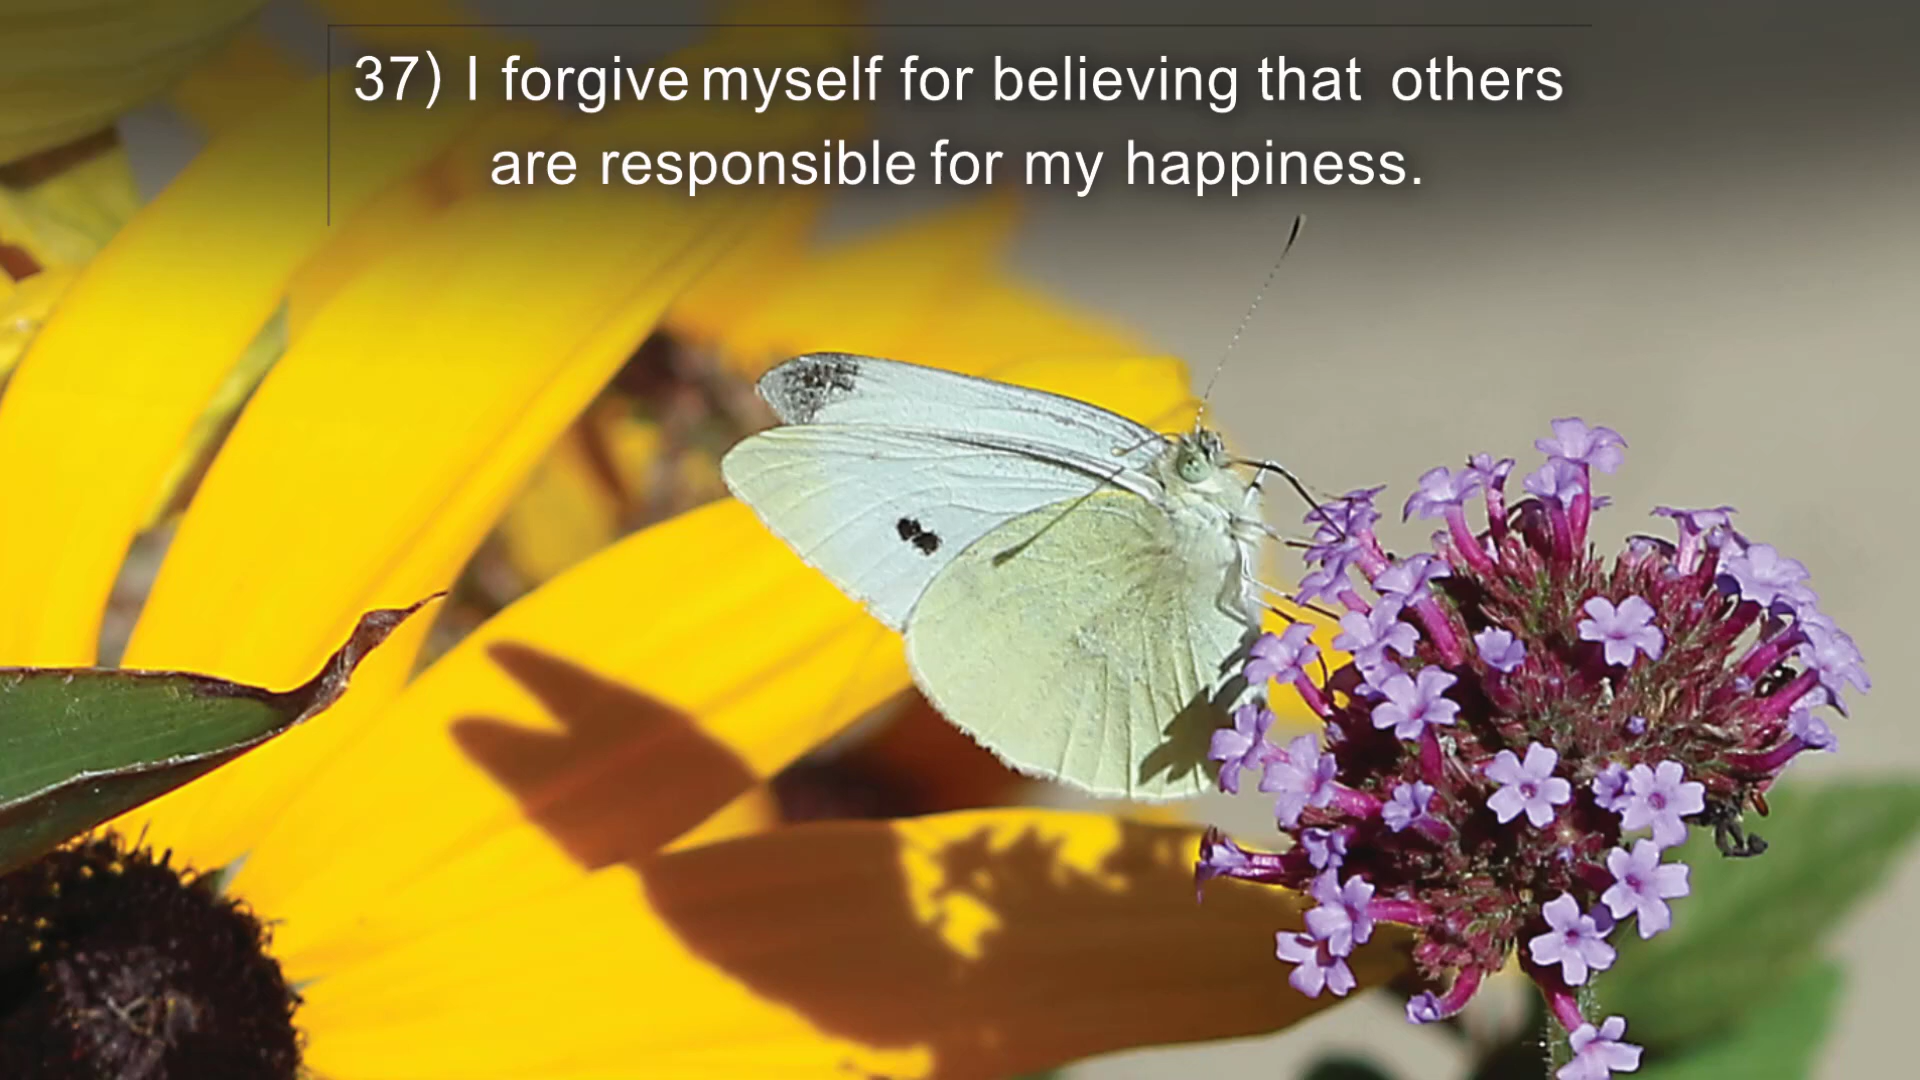 37) I forgive myself for believing that others
are responsible for my happiness.